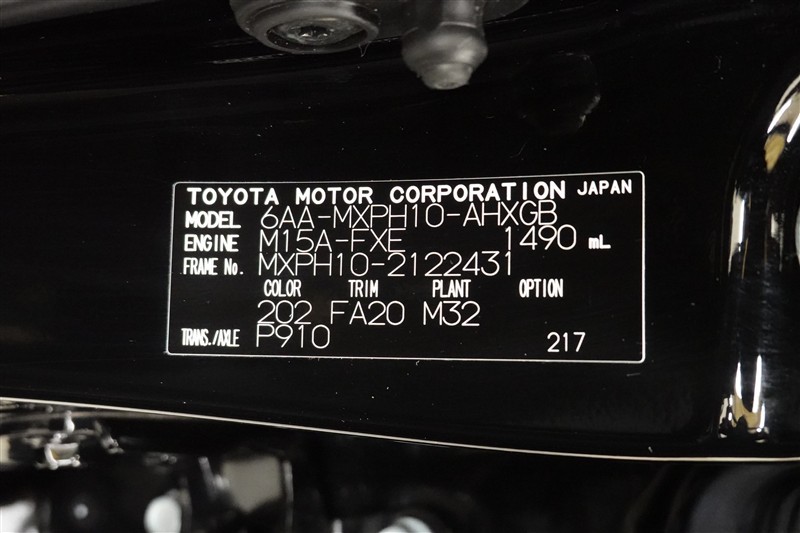 TOYOTA MOTOR CORPORATION JAPAN
MODEL 6AA-MXPH10-AHXGB
ENGINE M15A-FXE 1490 mL
FRAME No. MXPH10-2122431
COLOR TRIM PLANT OPTION
202 FA20 M32
TRANS./AXLE P910 217